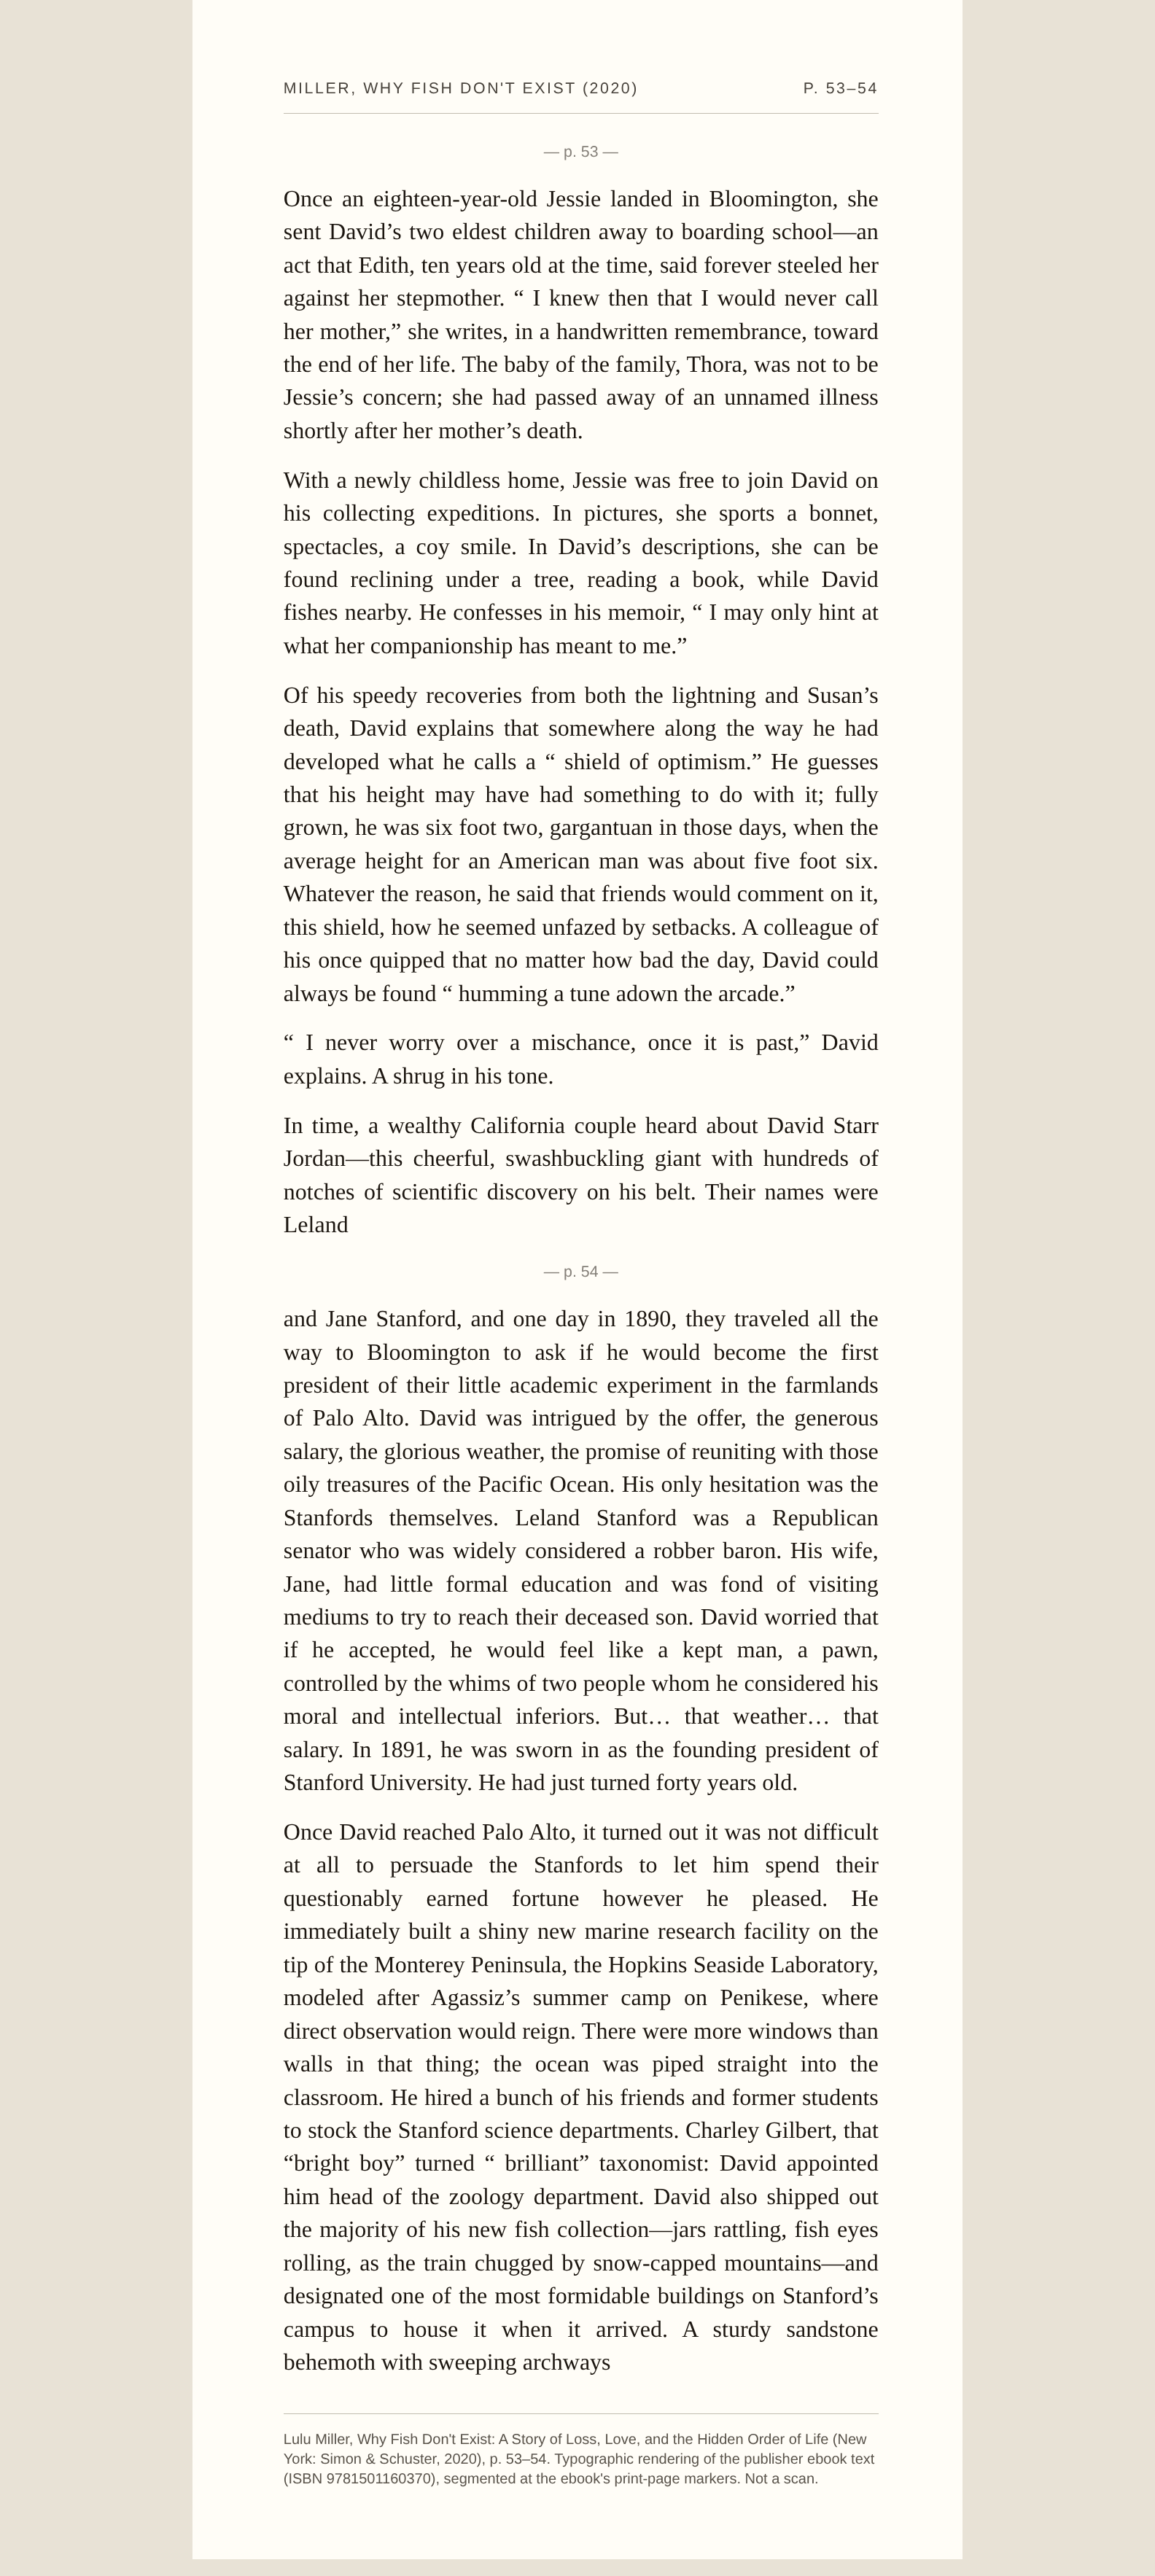 MILLER, WHY FISH DON'T EXIST (2020) P. 53–54
— p. 53 —
Once an eighteen-year-old Jessie landed in Bloomington, she
sent David’s two eldest children away to boarding school—an
act that Edith, ten years old at the time, said forever steeled her
against her stepmother. “ I knew then that I would never call
her mother,” she writes, in a handwritten remembrance, toward
the end of her life. The baby of the family, Thora, was not to be
Jessie’s concern; she had passed away of an unnamed illness
shortly after her mother’s death.
With a newly childless home, Jessie was free to join David on
his collecting expeditions. In pictures, she sports a bonnet,
spectacles, a coy smile. In David’s descriptions, she can be
found reclining under a tree, reading a book, while David
fishes nearby. He confesses in his memoir, “ I may only hint at
what her companionship has meant to me.”
Of his speedy recoveries from both the lightning and Susan’s
death, David explains that somewhere along the way he had
developed what he calls a “ shield of optimism.” He guesses
that his height may have had something to do with it; fully
grown, he was six foot two, gargantuan in those days, when the
average height for an American man was about five foot six.
Whatever the reason, he said that friends would comment on it,
this shield, how he seemed unfazed by setbacks. A colleague of
his once quipped that no matter how bad the day, David could
always be found “ humming a tune adown the arcade.”
“ I never worry over a mischance, once it is past,” David
explains. A shrug in his tone.
In time, a wealthy California couple heard about David Starr
Jordan—this cheerful, swashbuckling giant with hundreds of
notches of scientific discovery on his belt. Their names were
Leland
— p. 54 —
and Jane Stanford, and one day in 1890, they traveled all the
way to Bloomington to ask if he would become the first
president of their little academic experiment in the farmlands
of Palo Alto. David was intrigued by the offer, the generous
salary, the glorious weather, the promise of reuniting with those
oily treasures of the Pacific Ocean. His only hesitation was the
Stanfords themselves. Leland Stanford was a Republican
senator who was widely considered a robber baron. His wife,
Jane, had little formal education and was fond of visiting
mediums to try to reach their deceased son. David worried that
if he accepted, he would feel like a kept man, a pawn,
controlled by the whims of two people whom he considered his
moral and intellectual inferiors. But… that weather… that
salary. In 1891, he was sworn in as the founding president of
Stanford University. He had just turned forty years old.
Once David reached Palo Alto, it turned out it was not difficult
at all to persuade the Stanfords to let him spend their
questionably earned fortune however he pleased. He
immediately built a shiny new marine research facility on the
tip of the Monterey Peninsula, the Hopkins Seaside Laboratory,
modeled after Agassiz’s summer camp on Penikese, where
direct observation would reign. There were more windows than
walls in that thing; the ocean was piped straight into the
classroom. He hired a bunch of his friends and former students
to stock the Stanford science departments. Charley Gilbert, that
“bright boy” turned “ brilliant” taxonomist: David appointed
him head of the zoology department. David also shipped out
the majority of his new fish collection—jars rattling, fish eyes
rolling, as the train chugged by snow-capped mountains—and
designated one of the most formidable buildings on Stanford’s
campus to house it when it arrived. A sturdy sandstone
behemoth with sweeping archways
Lulu Miller, Why Fish Don't Exist: A Story of Loss, Love, and the Hidden Order of Life (New
York: Simon & Schuster, 2020), p. 53–54. Typographic rendering of the publisher ebook text
(ISBN 9781501160370), segmented at the ebook's print-page markers. Not a scan.